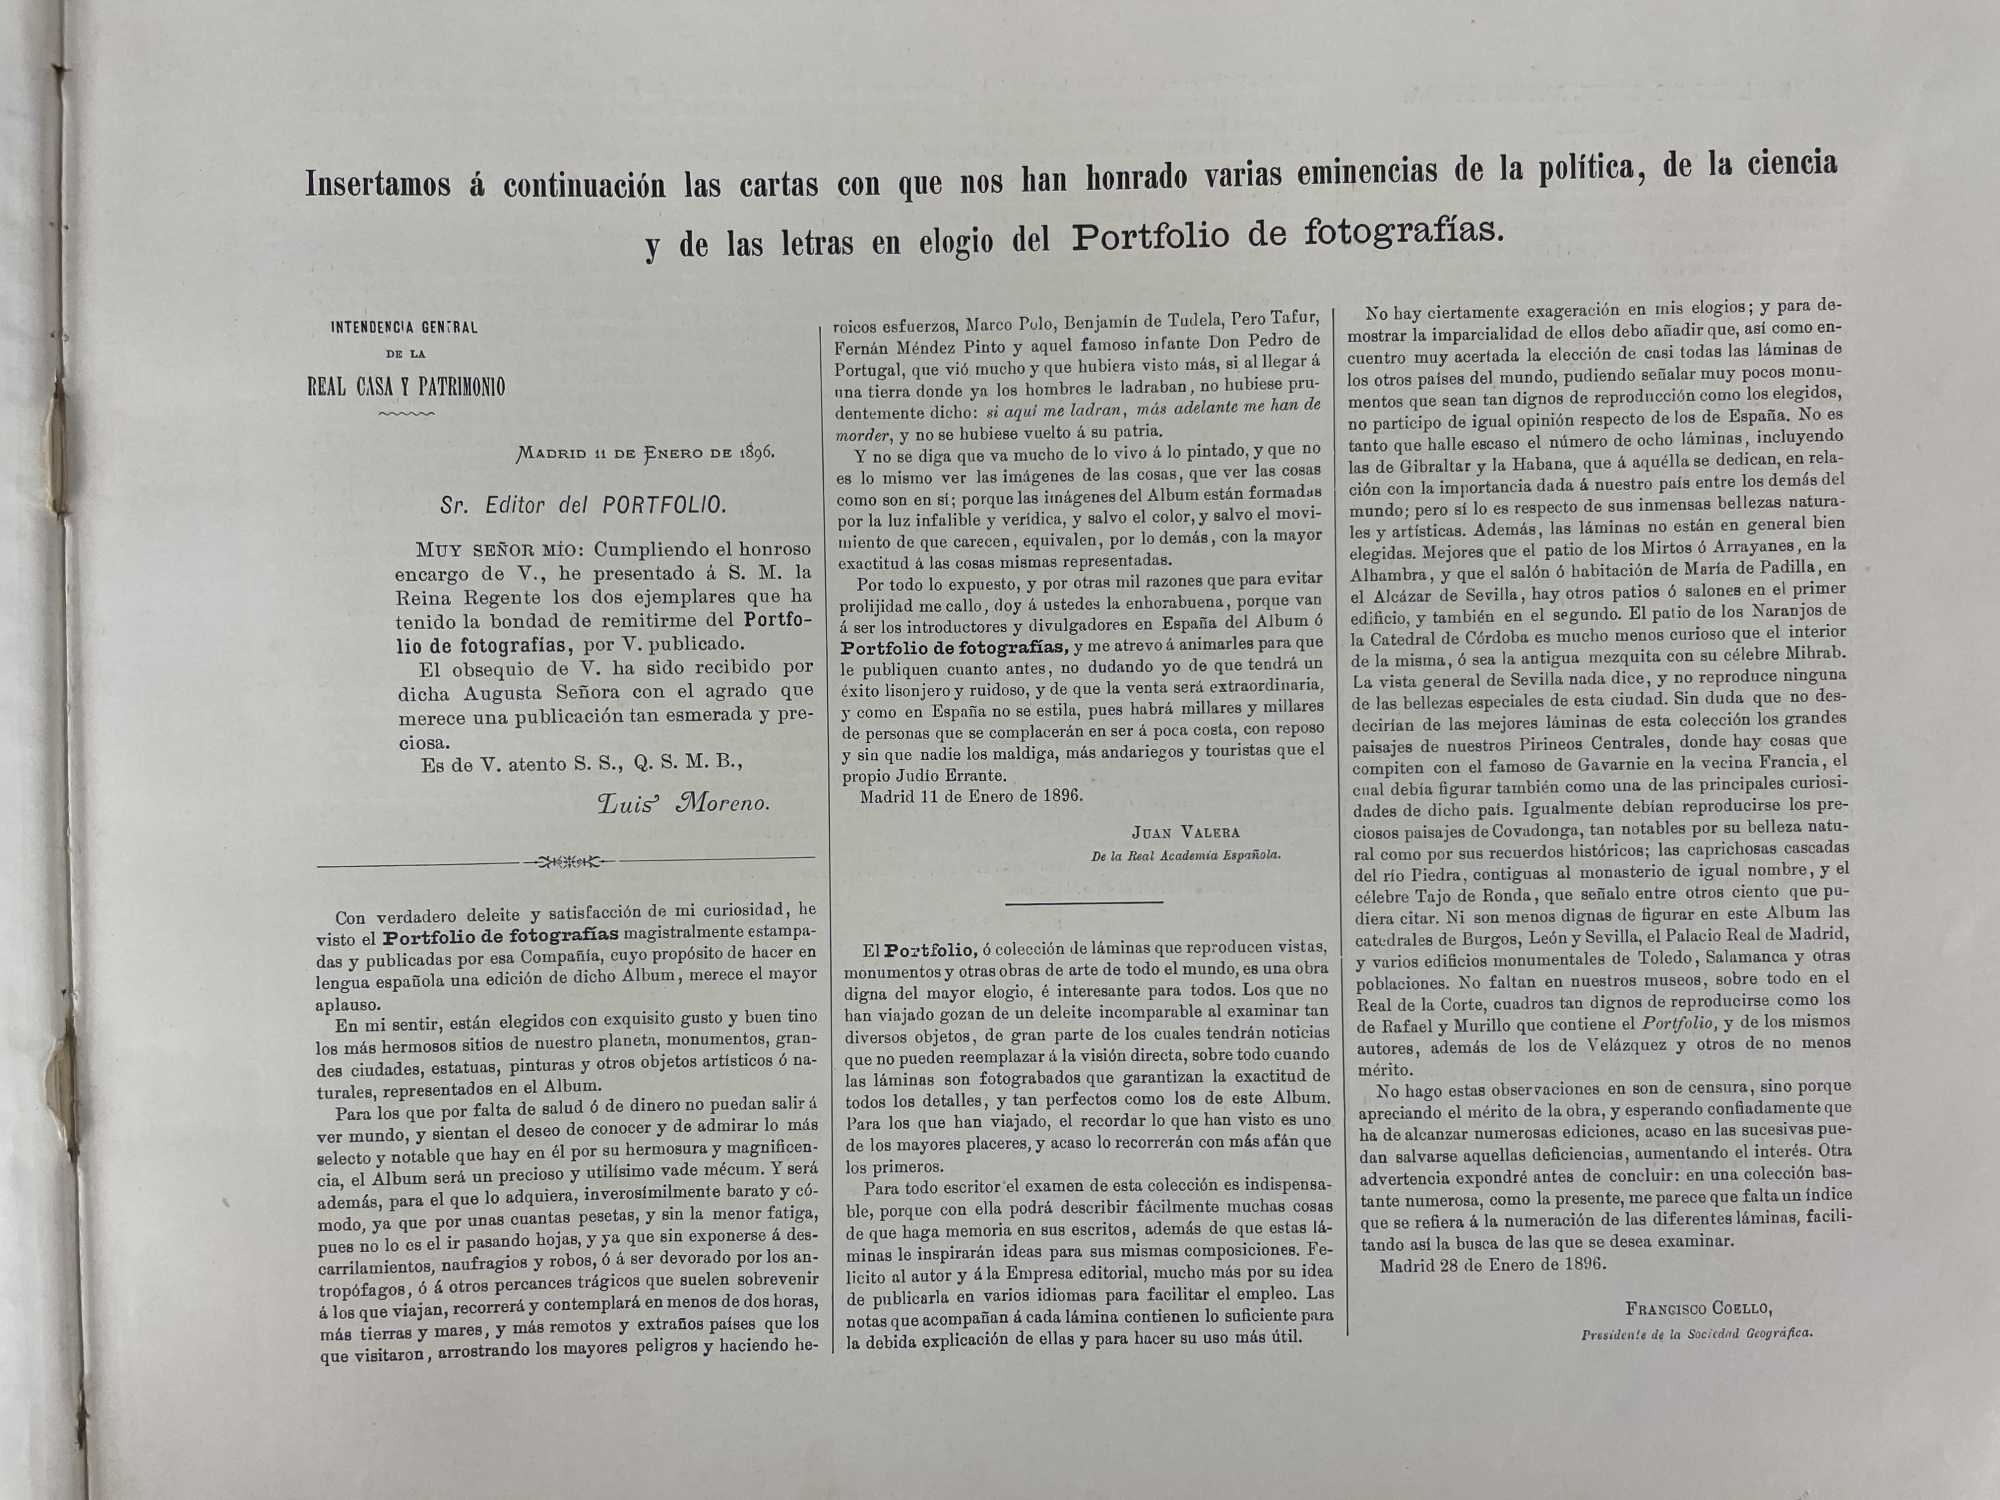 Insertamos á continuación las cartas con que nos han honrado varias eminencias de la política, de la ciencia
y de las letras en elogio del Portfolio de fotografías.
INTENDENCIA GENERAL
DE LA
REAL CASA Y PATRIMONIO
MADRID 11 DE ENERO DE 1896.
Sr. Editor del PORTFOLIO.
MUY SEÑOR MÍO: Cumpliendo el honroso
encargo de V., he presentado á S. M. la
Reina Regente los dos ejemplares que ha
tenido la bondad de remitirme del Portfo-
lio de fotografías, por V. publicado.
El obsequio de V. ha sido recibido por
dicha Augusta Señora con el agrado que
merece una publicación tan esmerada y pre-
ciosa.
Es de V. atento S. S., Q. S. M. B.,
Luis Moreno.
Con verdadero deleite y satisfacción de mi curiosidad, he
visto el Portfolio de fotografías magistralmente estampa-
das y publicadas por esa Compañía, cuyo propósito de hacer en
lengua española una edición de dicho Album, merece el mayor
aplauso.
En mi sentir, están elegidos con exquisito gusto y buen tino
los más hermosos sitios de nuestro planeta, monumentos, gran-
des ciudades, estatuas, pinturas y otros objetos artísticos ó na-
turales, representados en el Album.
Para los que por falta de salud ó de dinero no puedan salir á
ver mundo, y sientan el deseo de conocer y de admirar lo más
selecto y notable que hay en él por su hermosura y magnificen-
cia, el Album será un precioso y utilísimo vade mécum. Y será
además, para el que lo adquiera, inverosímilmente barato y có-
modo, ya que por unas cuantas pesetas, y sin la menor fatiga,
pues no lo es el ir pasando hojas, y ya que sin exponerse á des-
carrilamientos, naufragios y robos, ó á ser devorado por los an-
tropófagos, ó á otros percances trágicos que suelen sobrevenir
á los que viajan, recorrerá y contemplará en menos de dos horas,
más tierras y mares, y más remotos y extraños países que los
que visitaron, arrostrando los mayores peligros y haciendo he-
roicos esfuerzos, Marco Polo, Benjamín de Tudela, Pero Tafur,
Fernán Méndez Pinto y aquel famoso infante Don Pedro de
Portugal, que vió mucho y que hubiera visto más, si al llegar á
una tierra donde ya los hombres le ladraban, no hubiese pru-
dentemente dicho: si aquí me ladran, más adelante me han de
morder, y no se hubiese vuelto á su patria.
Y no se diga que va mucho de lo vivo á lo pintado, y que no
es lo mismo ver las imágenes de las cosas, que ver las cosas
como son en sí; porque las imágenes del Album están formadas
por la luz infalible y verídica, y salvo el color, y salvo el movi-
miento de que carecen, equivalen, por lo demás, con la mayor
exactitud á las cosas mismas representadas.
Por todo lo expuesto, y por otras mil razones que para evitar
prolijidad me callo, doy á ustedes la enhorabuena, porque van
á ser los introductores y divulgadores en España del Album ó
Portfolio de fotografías, y me atrevo á animarles para que
le publiquen cuanto antes, no dudando yo de que tendrá un
éxito lisonjero y ruidoso, y de que la venta será extraordinaria,
y como en España no se estila, pues habrá millares y millares
de personas que se complacerán en ser á poca costa, con reposo
y sin que nadie los maldiga, más andariegos y touristas que el
propio Judío Errante.
Madrid 11 de Enero de 1896.
JUAN VALERA
De la Real Academia Española.
El Portfolio, ó colección de láminas que reproducen vistas,
monumentos y otras obras de arte de todo el mundo, es una obra
digna del mayor elogio, é interesante para todos. Los que no
han viajado gozan de un deleite incomparable al examinar tan
diversos objetos, de gran parte de los cuales tendrán noticias
que no pueden reemplazar á la visión directa, sobre todo cuando
las láminas son fotograbados que garantizan la exactitud de
todos los detalles, y tan perfectos como los de este Album.
Para los que han viajado, el recordar lo que han visto es uno
de los mayores placeres, y acaso lo recorrerán con más afán que
los primeros.
Para todo escritor el examen de esta colección es indispensa-
ble, porque con ella podrá describir fácilmente muchas cosas
de que haga memoria en sus escritos, además de que estas lá-
minas le inspirarán ideas para sus mismas composiciones. Fe-
licito al autor y á la Empresa editorial, mucho más por su idea
de publicarla en varios idiomas para facilitar el empleo. Las
notas que acompañan á cada lámina contienen lo suficiente para
la debida explicación de ellas y para hacer su uso más útil.
No hay ciertamente exageración en mis elogios; y para de-
mostrar la imparcialidad de ellos debo añadir que, así como en-
cuentro muy acertada la elección de casi todas las láminas de
los otros países del mundo, pudiendo señalar muy pocos monu-
mentos que sean tan dignos de reproducción como los elegidos,
no participo de igual opinión respecto de los de España. No es
tanto que halle escaso el número de ocho láminas, incluyendo
las de Gibraltar y la Habana, que á aquélla se dedican, en rela-
ción con la importancia dada á nuestro país entre los demás del
mundo; pero sí lo es respecto de sus inmensas bellezas natura-
les y artísticas. Además, las láminas no están en general bien
elegidas. Mejores que el patio de los Mirtos ó Arrayanes, en la
Alhambra, y que el salón ó habitación de María de Padilla, en
el Alcázar de Sevilla, hay otros patios ó salones en el primer
edificio, y también en el segundo. El patio de los Naranjos de
la Catedral de Córdoba es mucho menos curioso que el interior
de la misma, ó sea la antigua mezquita con su célebre Mihrab.
La vista general de Sevilla nada dice, y no reproduce ninguna
de las bellezas especiales de esta ciudad. Sin duda que no des-
decirían de las mejores láminas de esta colección los grandes
paisajes de nuestros Pirineos Centrales, donde hay cosas que
compiten con el famoso de Gavarnie en la vecina Francia, el
cual debía figurar también como una de las principales curiosi-
dades de dicho país. Igualmente debían reproducirse los pre-
ciosos paisajes de Covadonga, tan notables por su belleza natu-
ral como por sus recuerdos históricos; las caprichosas cascadas
del río Piedra, contiguas al monasterio de igual nombre, y el
célebre Tajo de Ronda, que señalo entre otros ciento que pu-
diera citar. Ni son menos dignas de figurar en este Album las
catedrales de Burgos, León y Sevilla, el Palacio Real de Madrid,
y varios edificios monumentales de Toledo, Salamanca y otras
poblaciones. No faltan en nuestros museos, sobre todo en el
Real de la Corte, cuadros tan dignos de reproducirse como los
de Rafael y Murillo que contiene el Portfolio, y de los mismos
autores, además de los de Velázquez y otros de no menos
mérito.
No hago estas observaciones en son de censura, sino porque
apreciando el mérito de la obra, y esperando confiadamente que
ha de alcanzar numerosas ediciones, acaso en las sucesivas pue-
dan salvarse aquellas deficiencias, aumentando el interés. Otra
advertencia expondré antes de concluir: en una colección bas-
tante numerosa, como la presente, me parece que falta un índice
que se refiera á la numeración de las diferentes láminas, facili-
tando así la busca de las que se desea examinar.
Madrid 28 de Enero de 1896.
FRANCISCO COELLO,
Presidente de la Sociedad Geográfica.